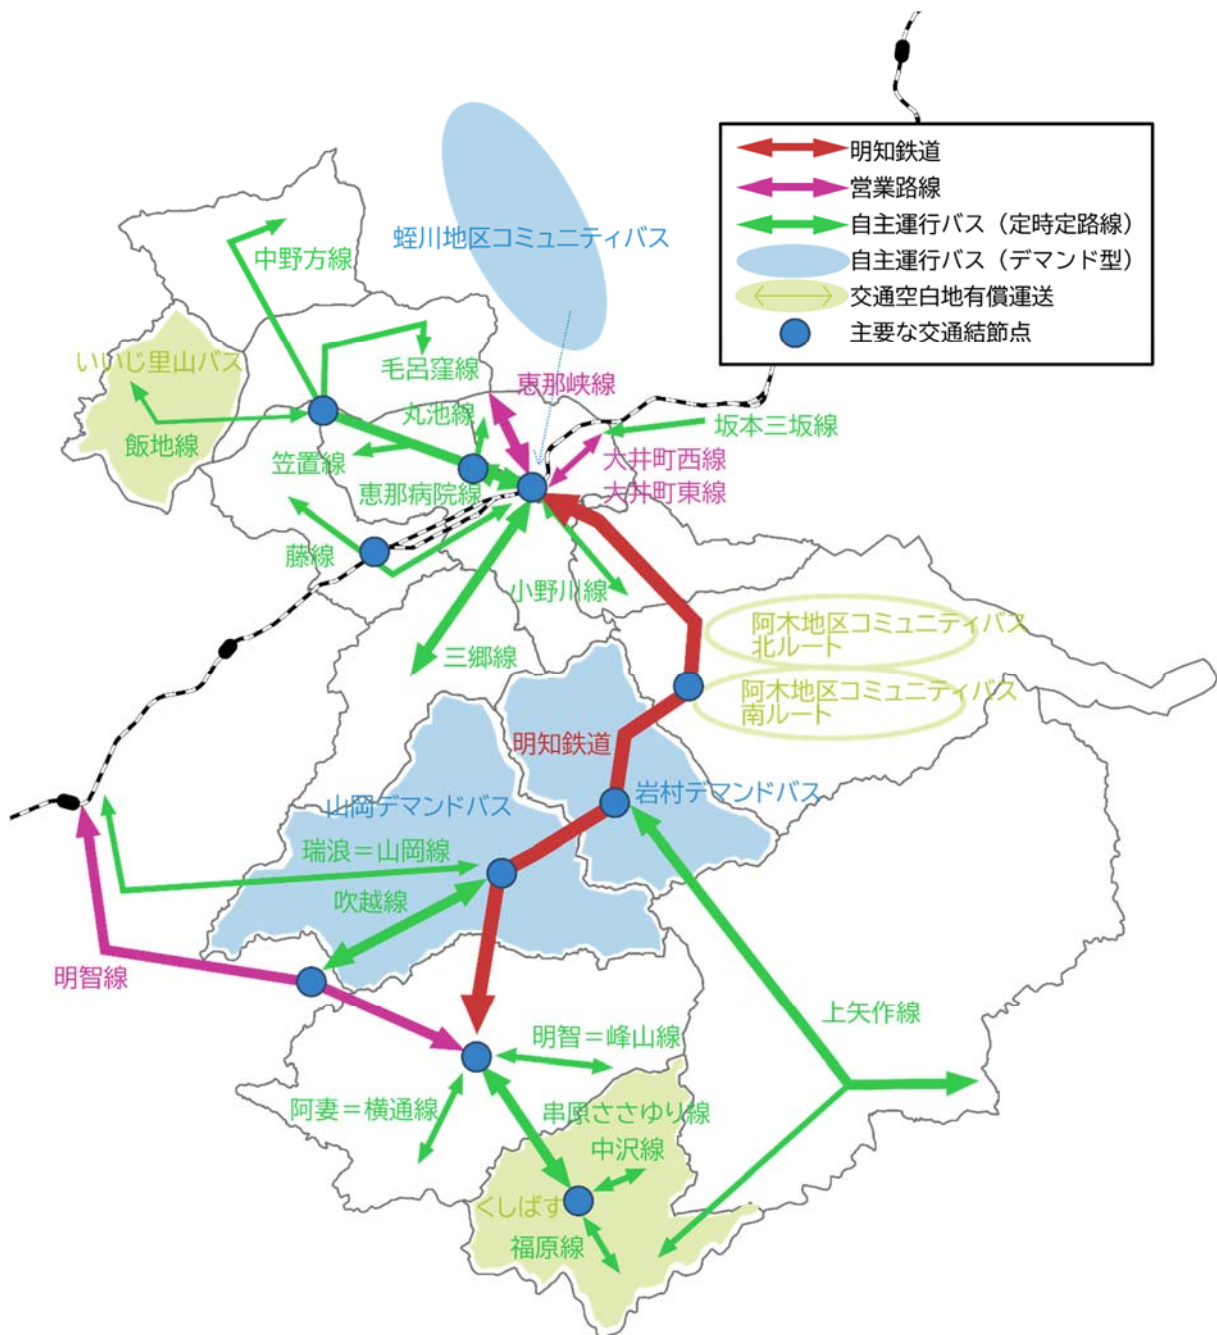 明知鉄道
営業路線
自主運行バス（定時定路線）
自主運行バス（デマンド型）
交通空白地有償運送
主要な交通結節点
蛭川地区コミュニティバス
中野方線
いいじ里山バス
毛呂窪線
恵那峡線
丸池線
飯地線
坂本三坂線
笠置線
大井町西線
恵那病院線
大井町東線
藤線
小野川線
三郷線
阿木地区コミュニティバス
北ルート
阿木地区コミュニティバス
南ルート
明知鉄道
山岡デマンドバス
岩村デマンドバス
瑞浪＝山岡線
吹越線
明智線
上矢作線
明智＝峰山線
阿妻＝横通線
串原ささゆり線
中沢線
くしばす
福原線